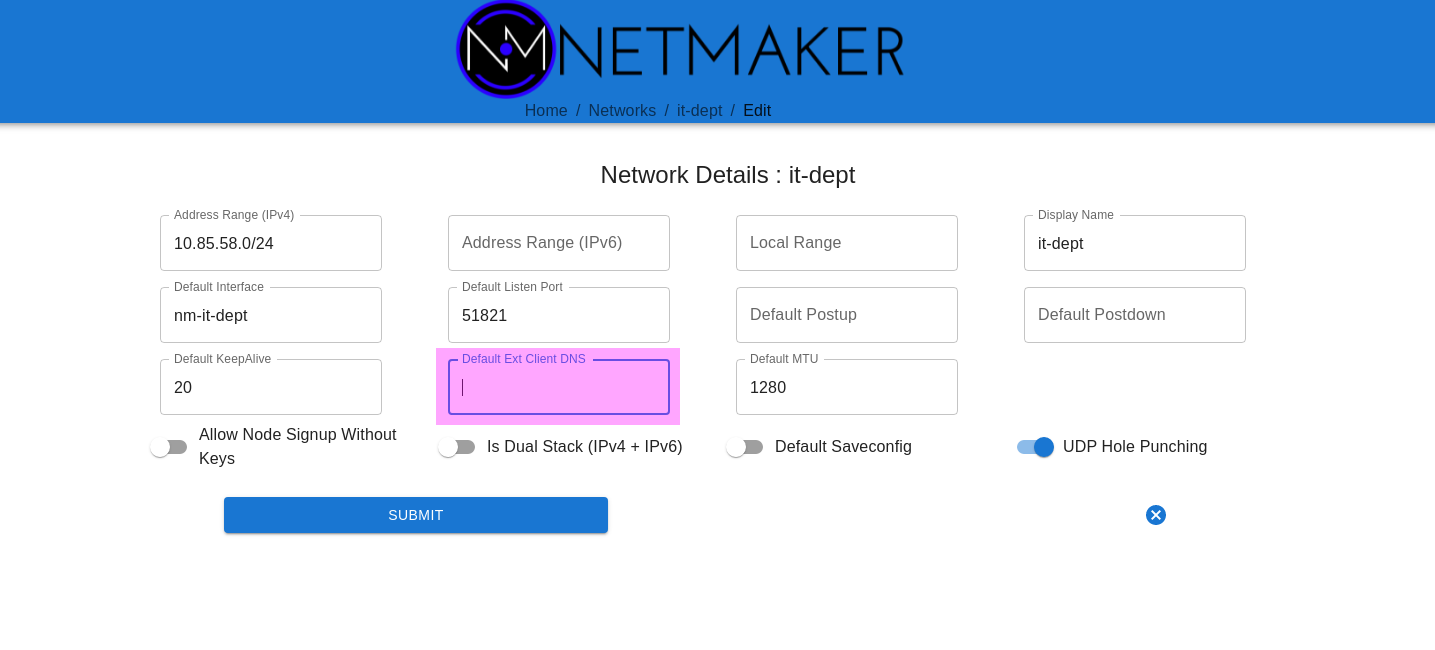 NM NETMAKER
Home / Networks / it-dept / Edit
Network Details : it-dept
Address Range (IPv4)
10.85.58.0/24
Address Range (IPv6)
Local Range
Display Name
it-dept
Default Interface
nm-it-dept
Default Listen Port
51821
Default Postup
Default Postdown
Default KeepAlive
20
Default Ext Client DNS
Default MTU
1280
Allow Node Signup Without
Keys
Is Dual Stack (IPv4 + IPv6)
Default Saveconfig
UDP Hole Punching
SUBMIT